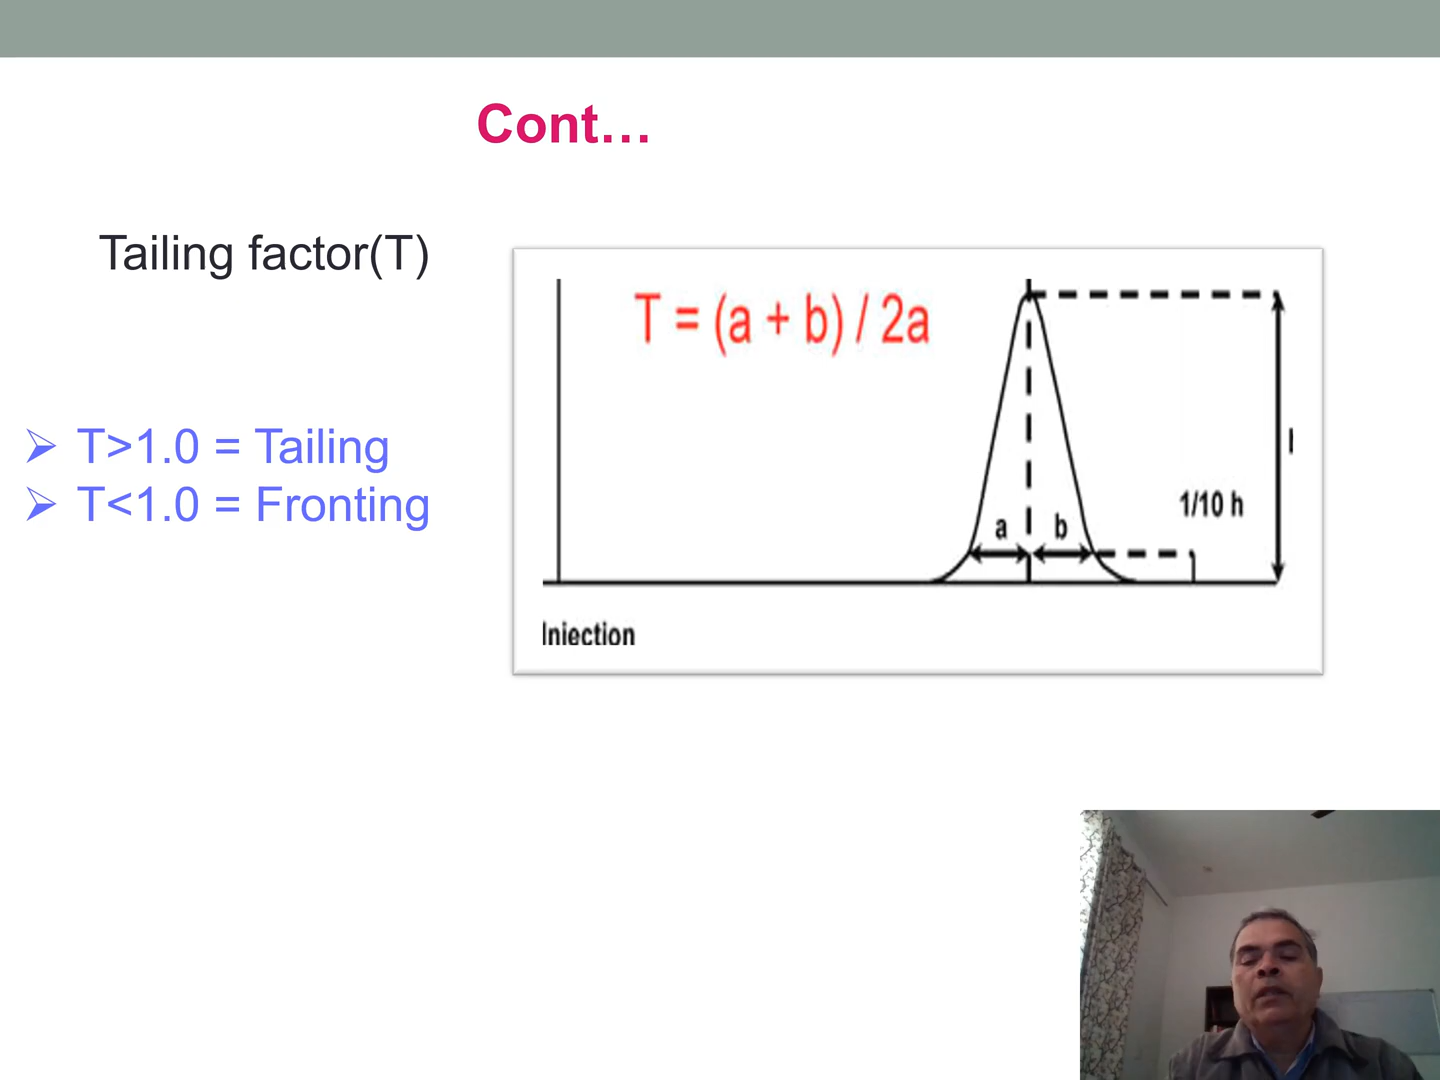 Cont…
Tailing factor(T)
T = (a + b) / 2a
T>1.0 = Tailing
T<1.0 = Fronting
1/10 h
a b
Injection